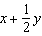 x + 1/2 y